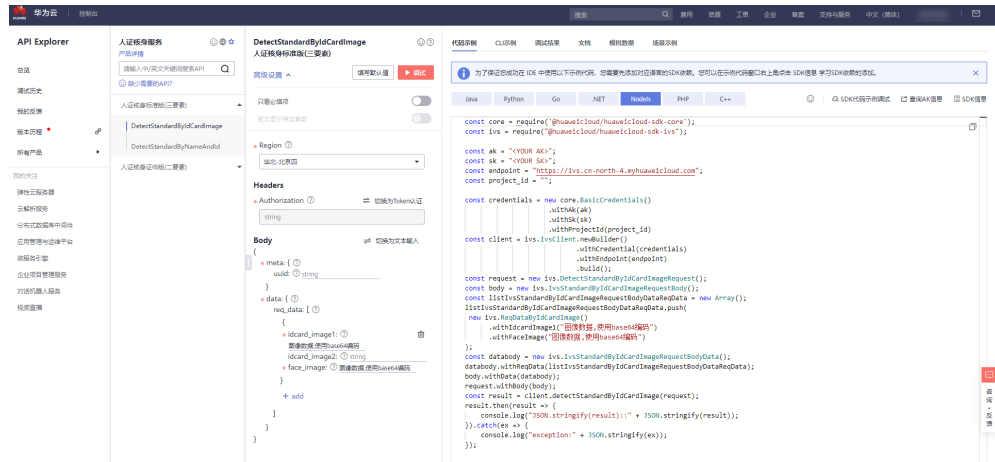 华为云 控制台 搜索 费用 资源 工单 企业 智能 支持与服务 中文 (简体)
HUAWEI
API Explorer
总览
调试历史
我的反馈
版本历程
所有产品
我的关注
弹性云服务器
云解析服务
分布式数据库中间件
应用管理与运维平台
微服务引擎
企业项目管理服务
对话机器人服务
视频直播
人证核身服务
产品详情
请输入中/英文关键词搜索API
缺少需要的API?
人证核身标准版(三要素)
DetectStandardByIdCardImage
DetectStandardByNameAndId
人证核身证件版(二要素)
DetectStandardByIdCardImage
人证核身标准版(三要素)
高级设置
填写默认值
调试
只看必填项
* Region
华北-北京四
Headers
* Authorization 切换为Token认证
string
Body 切换为文本输入
{
* meta: {
uuid: string
}
* data: {
req_data: [
{
* idcard_image1:
图像数据,使用base64编码
idcard_image2: string
* face_image: 图像数据,使用base64编码
}
+ add
]
}
}
代码示例 CLI示例 调试结果 文档 模拟数据 场景示例
为了保证您成功在 IDE 中使用以下示例代码. 您需要先添加对应语言的SDK依赖. 您可以在示例代码窗口右上角点击 SDK信息 学习SDK依赖的添加.
Java Python Go .NET NodeJs PHP C++ SDK代码示例调试 查询AK信息 SDK信息
const core = require('@huaweicloud/huaweicloud-sdk-core');
const ivs = require("@huaweicloud/huaweicloud-sdk-ivs");
const ak = "<YOUR AK>";
const sk = "<YOUR SK>";
const endpoint = "https://ivs.cn-north-4.myhuaweicloud.com";
const project_id = "";
const credentials = new core.BasicCredentials()
.withAk(ak)
.withSk(sk)
.withProjectId(project_id)
const client = ivs.IvsClient.newBuilder()
.withCredential(credentials)
.withEndpoint(endpoint)
.build();
const request = new ivs.DetectStandardByIdCardImageRequest();
const body = new ivs.IvsStandardByIdCardImageRequestBody();
const listIvsStandardByIdCardImageRequestBodyDataReqData = new Array();
listIvsStandardByIdCardImageRequestBodyDataReqData.push(
new ivs.ReqDataByIdCardImage()
.withIdcardImage1("图像数据,使用base64编码")
.withFaceImage("图像数据,使用base64编码")
);
const databody = new ivs.IvsStandardByIdCardImageRequestBodyData();
databody.withReqData(listIvsStandardByIdCardImageRequestBodyDataReqData);
body.withData(databody);
request.withBody(body);
const result = client.detectStandardByIdCardImage(request);
result.then(result => {
console.log("JSON.stringify(result)::" + JSON.stringify(result));
}).catch(ex => {
console.log("exception:" + JSON.stringify(ex));
});
咨询·反馈